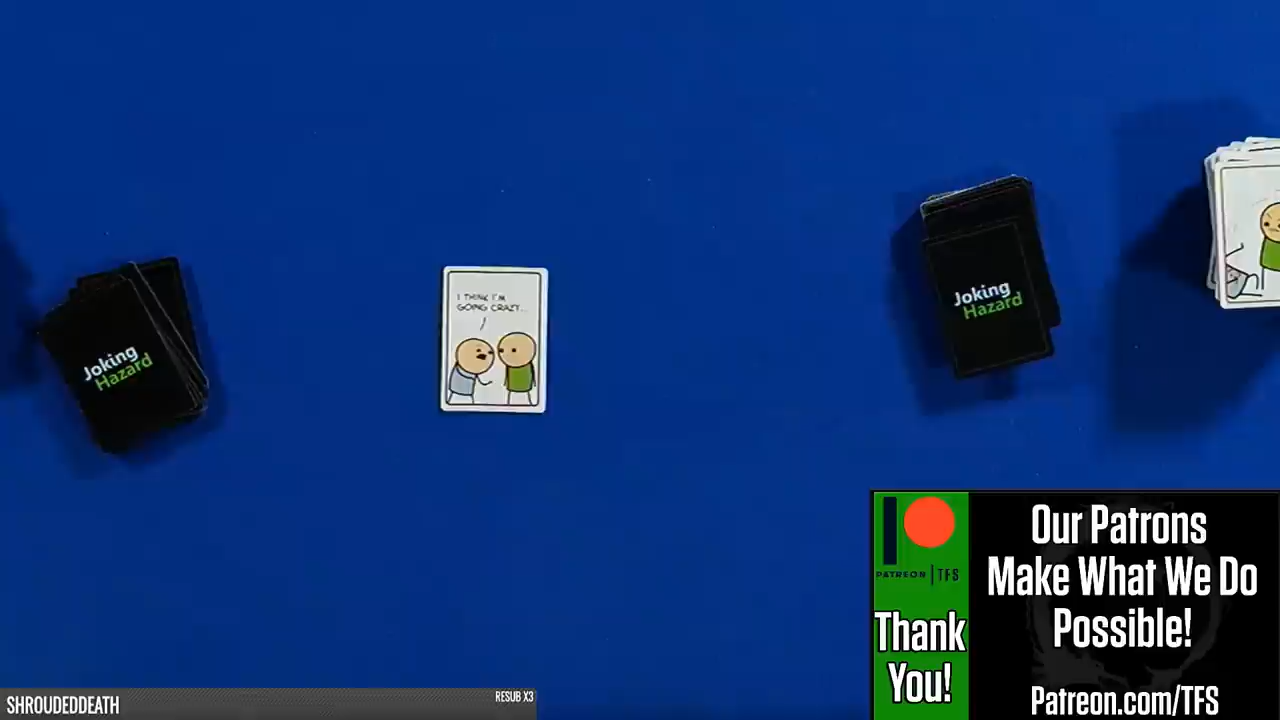 I THINK I'M
GOING CRAZY...
Joking
Hazard
Joking
Hazard
PATREON | TFS
Thank
You!
Our Patrons
Make What We Do
Possible!
Patreon.com/TFS
SHROUDEDDEATH
RESUB X3